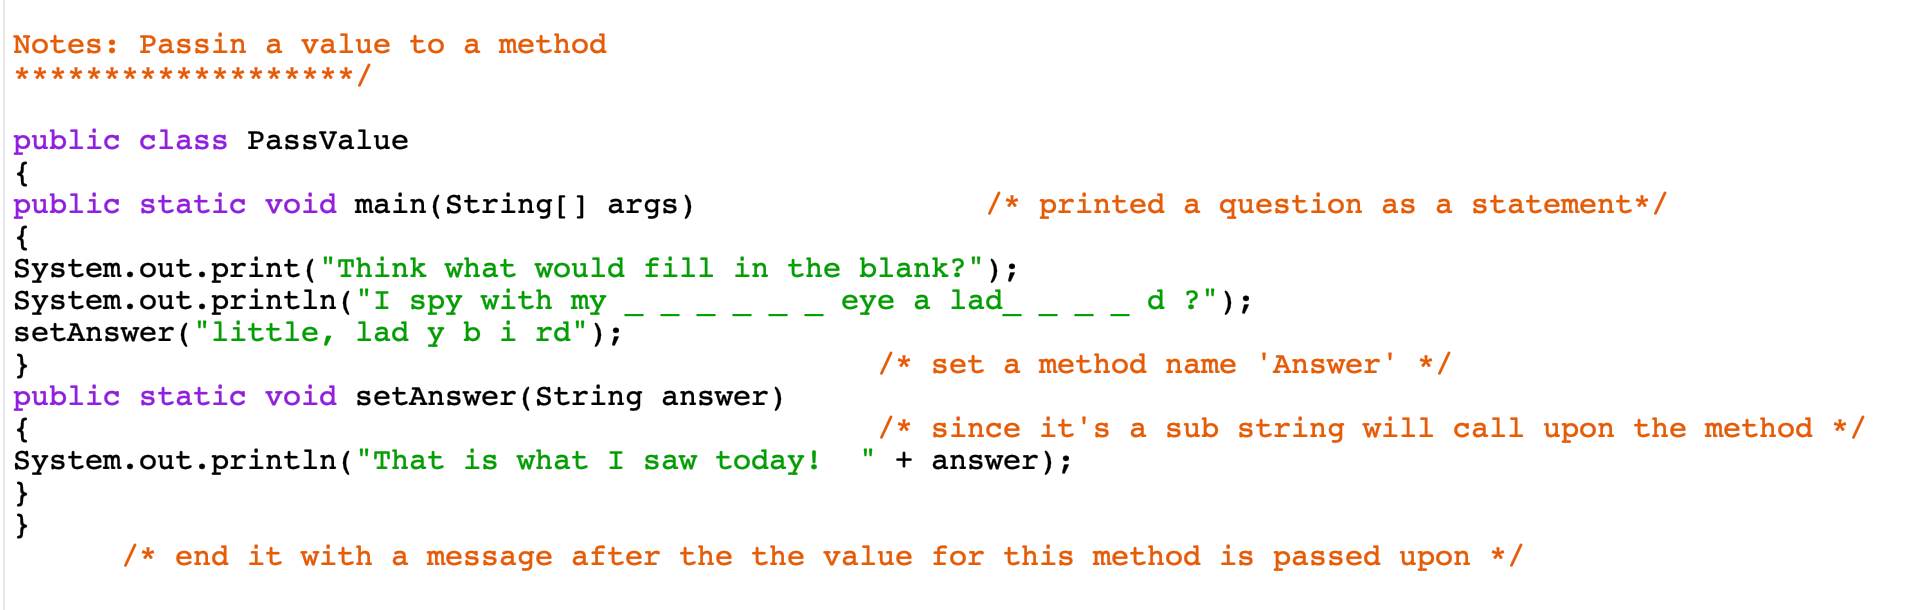 Notes: Passin a value to a method
*******************/
public class PassValue
{
public static void main(String[] args) /* printed a question as a statement*/
{
System.out.print("Think what would fill in the blank?");
System.out.println("I spy with my _ _ _ _ _ _ eye a lad_ _ _ _ d ?");
setAnswer("little, lad y b i rd");
} /* set a method name 'Answer' */
public static void setAnswer(String answer)
{ /* since it's a sub string will call upon the method */
System.out.println("That is what I saw today!  " + answer);
}
}
/* end it with a message after the the value for this method is passed upon */